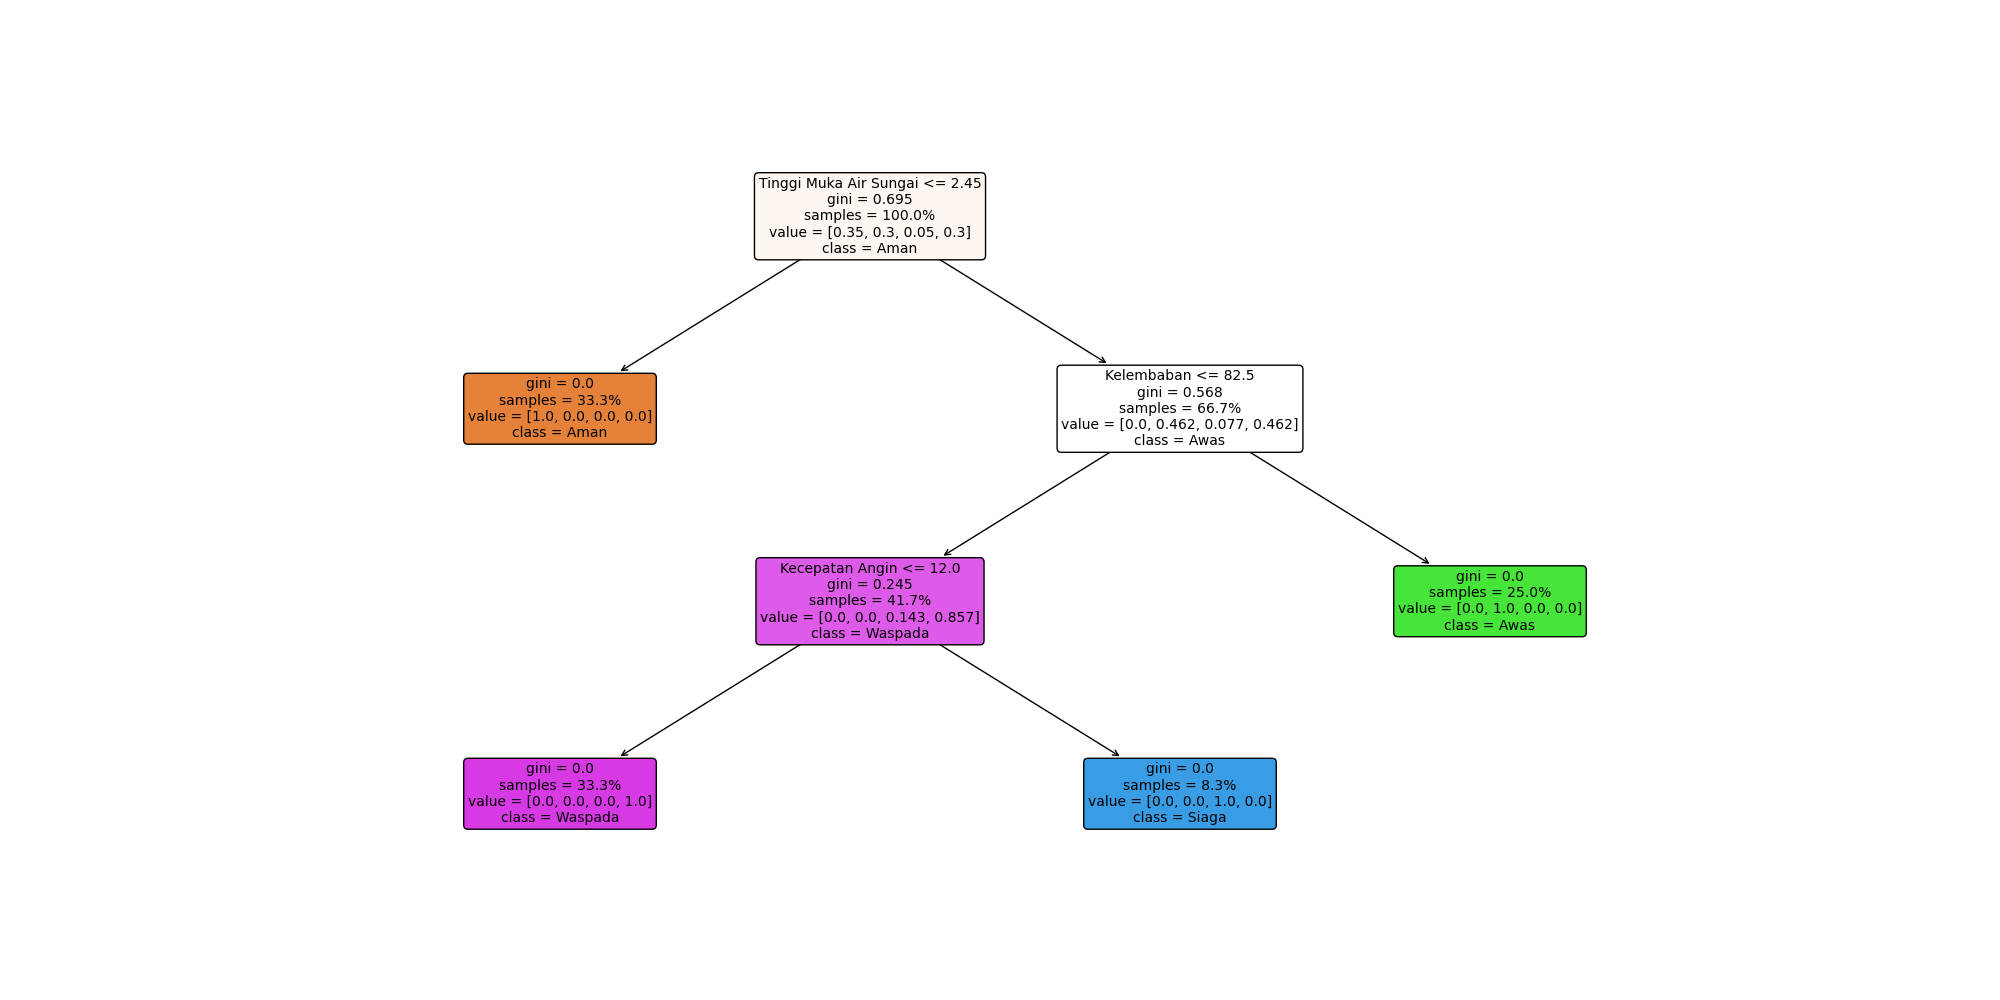 Tinggi Muka Air Sungai <= 2.45
gini = 0.695
samples = 100.0%
value = [0.35, 0.3, 0.05, 0.3]
class = Aman
gini = 0.0
samples = 33.3%
value = [1.0, 0.0, 0.0, 0.0]
class = Aman
Kelembaban <= 82.5
gini = 0.568
samples = 66.7%
value = [0.0, 0.462, 0.077, 0.462]
class = Awas
Kecepatan Angin <= 12.0
gini = 0.245
samples = 41.7%
value = [0.0, 0.0, 0.143, 0.857]
class = Waspada
gini = 0.0
samples = 25.0%
value = [0.0, 1.0, 0.0, 0.0]
class = Awas
gini = 0.0
samples = 33.3%
value = [0.0, 0.0, 0.0, 1.0]
class = Waspada
gini = 0.0
samples = 8.3%
value = [0.0, 0.0, 1.0, 0.0]
class = Siaga